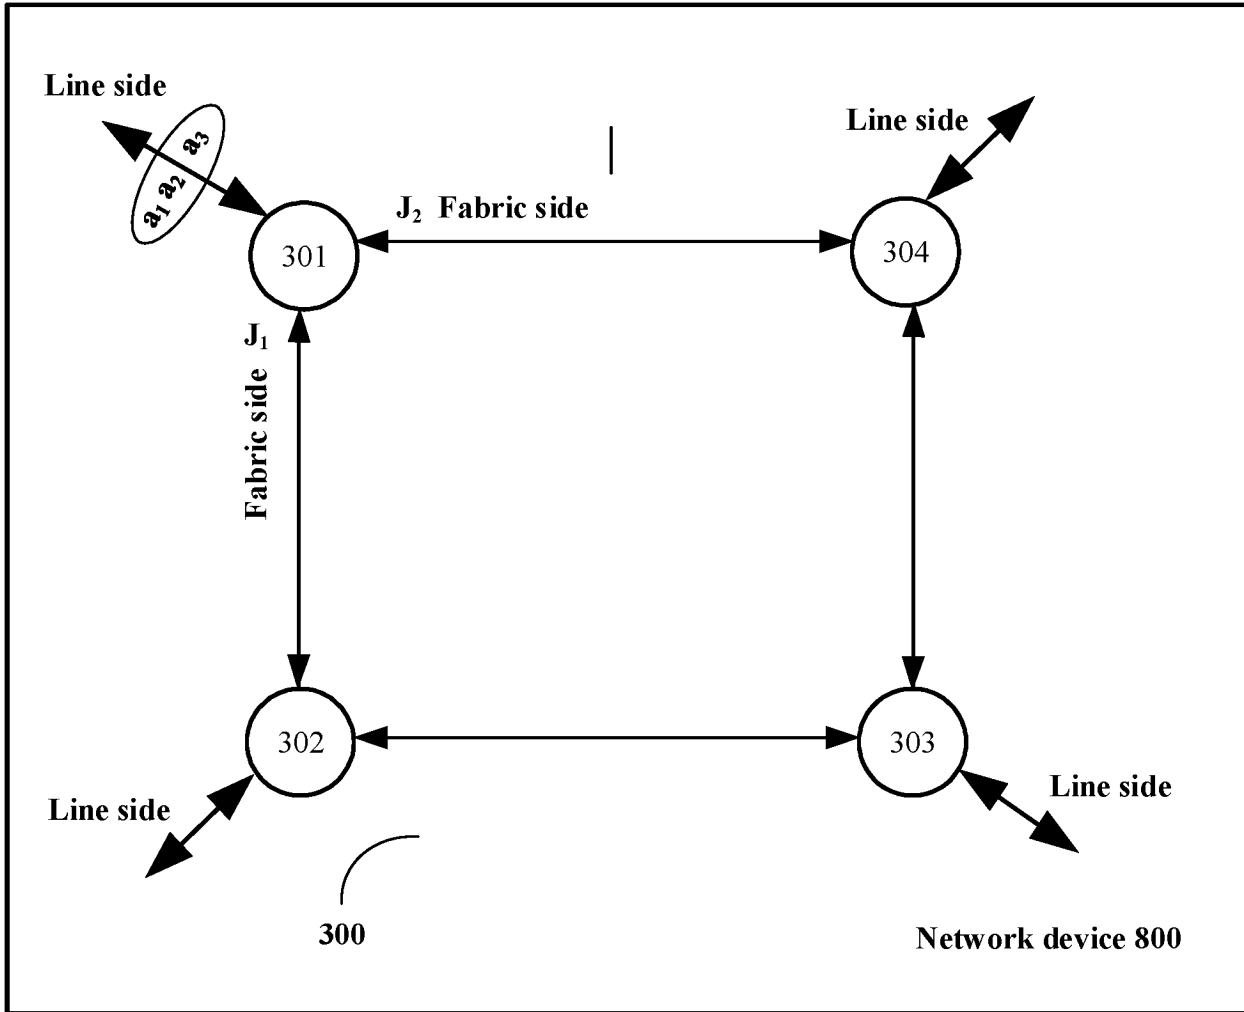 Line side
a₁ a₂ a₃
Line side
J₂ Fabric side
301
304
Fabric side J₁
302
303
Line side
Line side
300
Network device 800